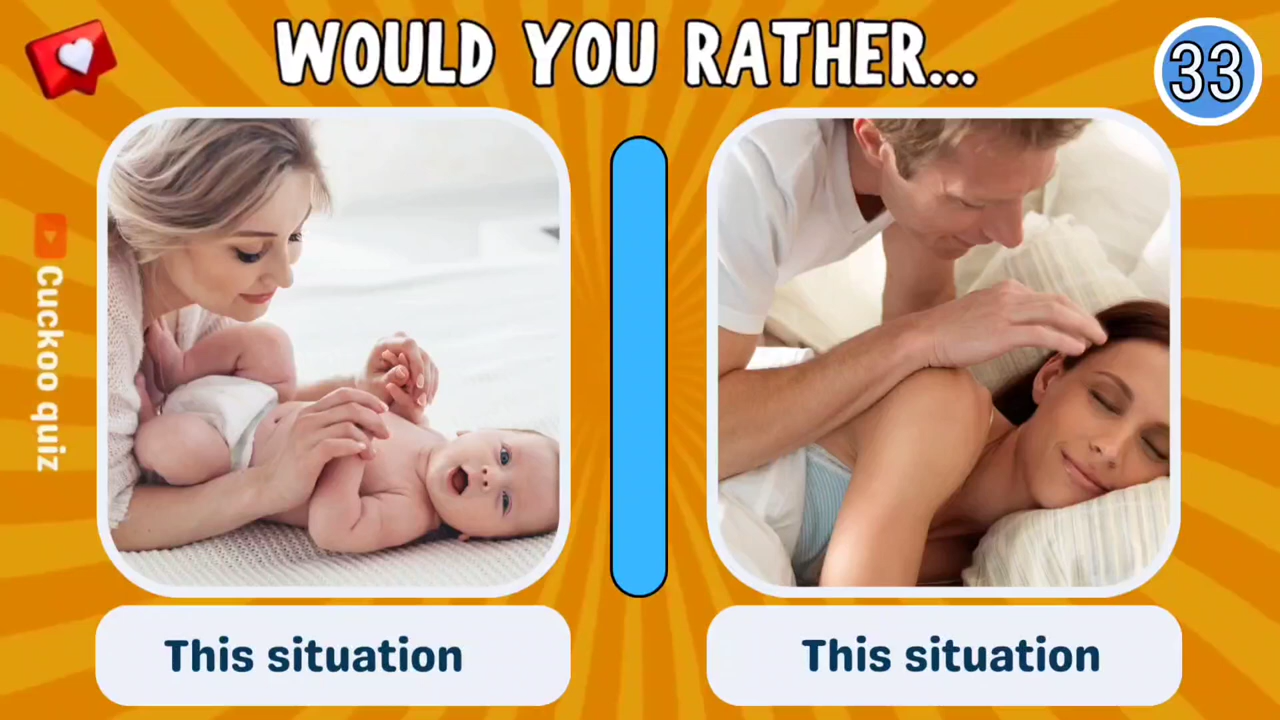 WOULD YOU RATHER...
33
Cuckoo quiz
This situation
This situation